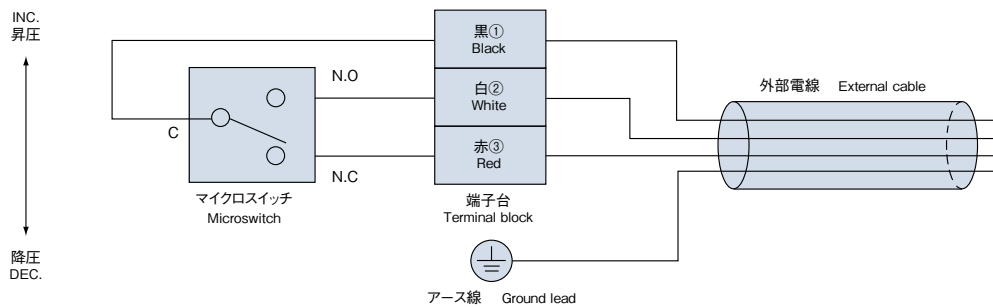 INC.
昇圧
黒①
Black
N.O
白②
White
外部電線 External cable
C
赤③
Red
N.C
マイクロスイッチ
Microswitch
端子台
Terminal block
降圧
DEC.
アース線 Ground lead